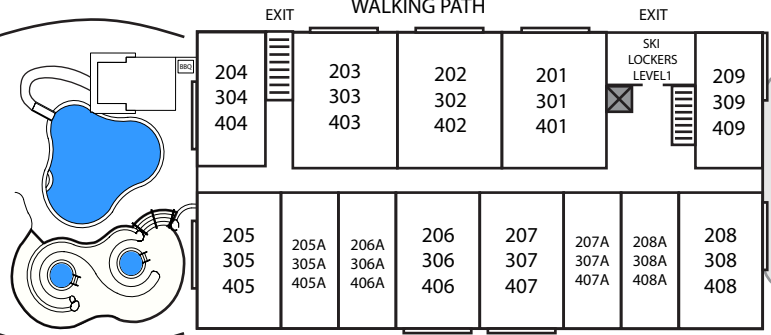 WALKING PATH
EXIT
EXIT
BBQ
204
304
404
203
303
403
202
302
402
201
301
401
SKI
LOCKERS
LEVEL1
209
309
409
205
305
405
205A
305A
405A
206A
306A
406A
206
306
406
207
307
407
207A
307A
407A
208A
308A
408A
208
308
408